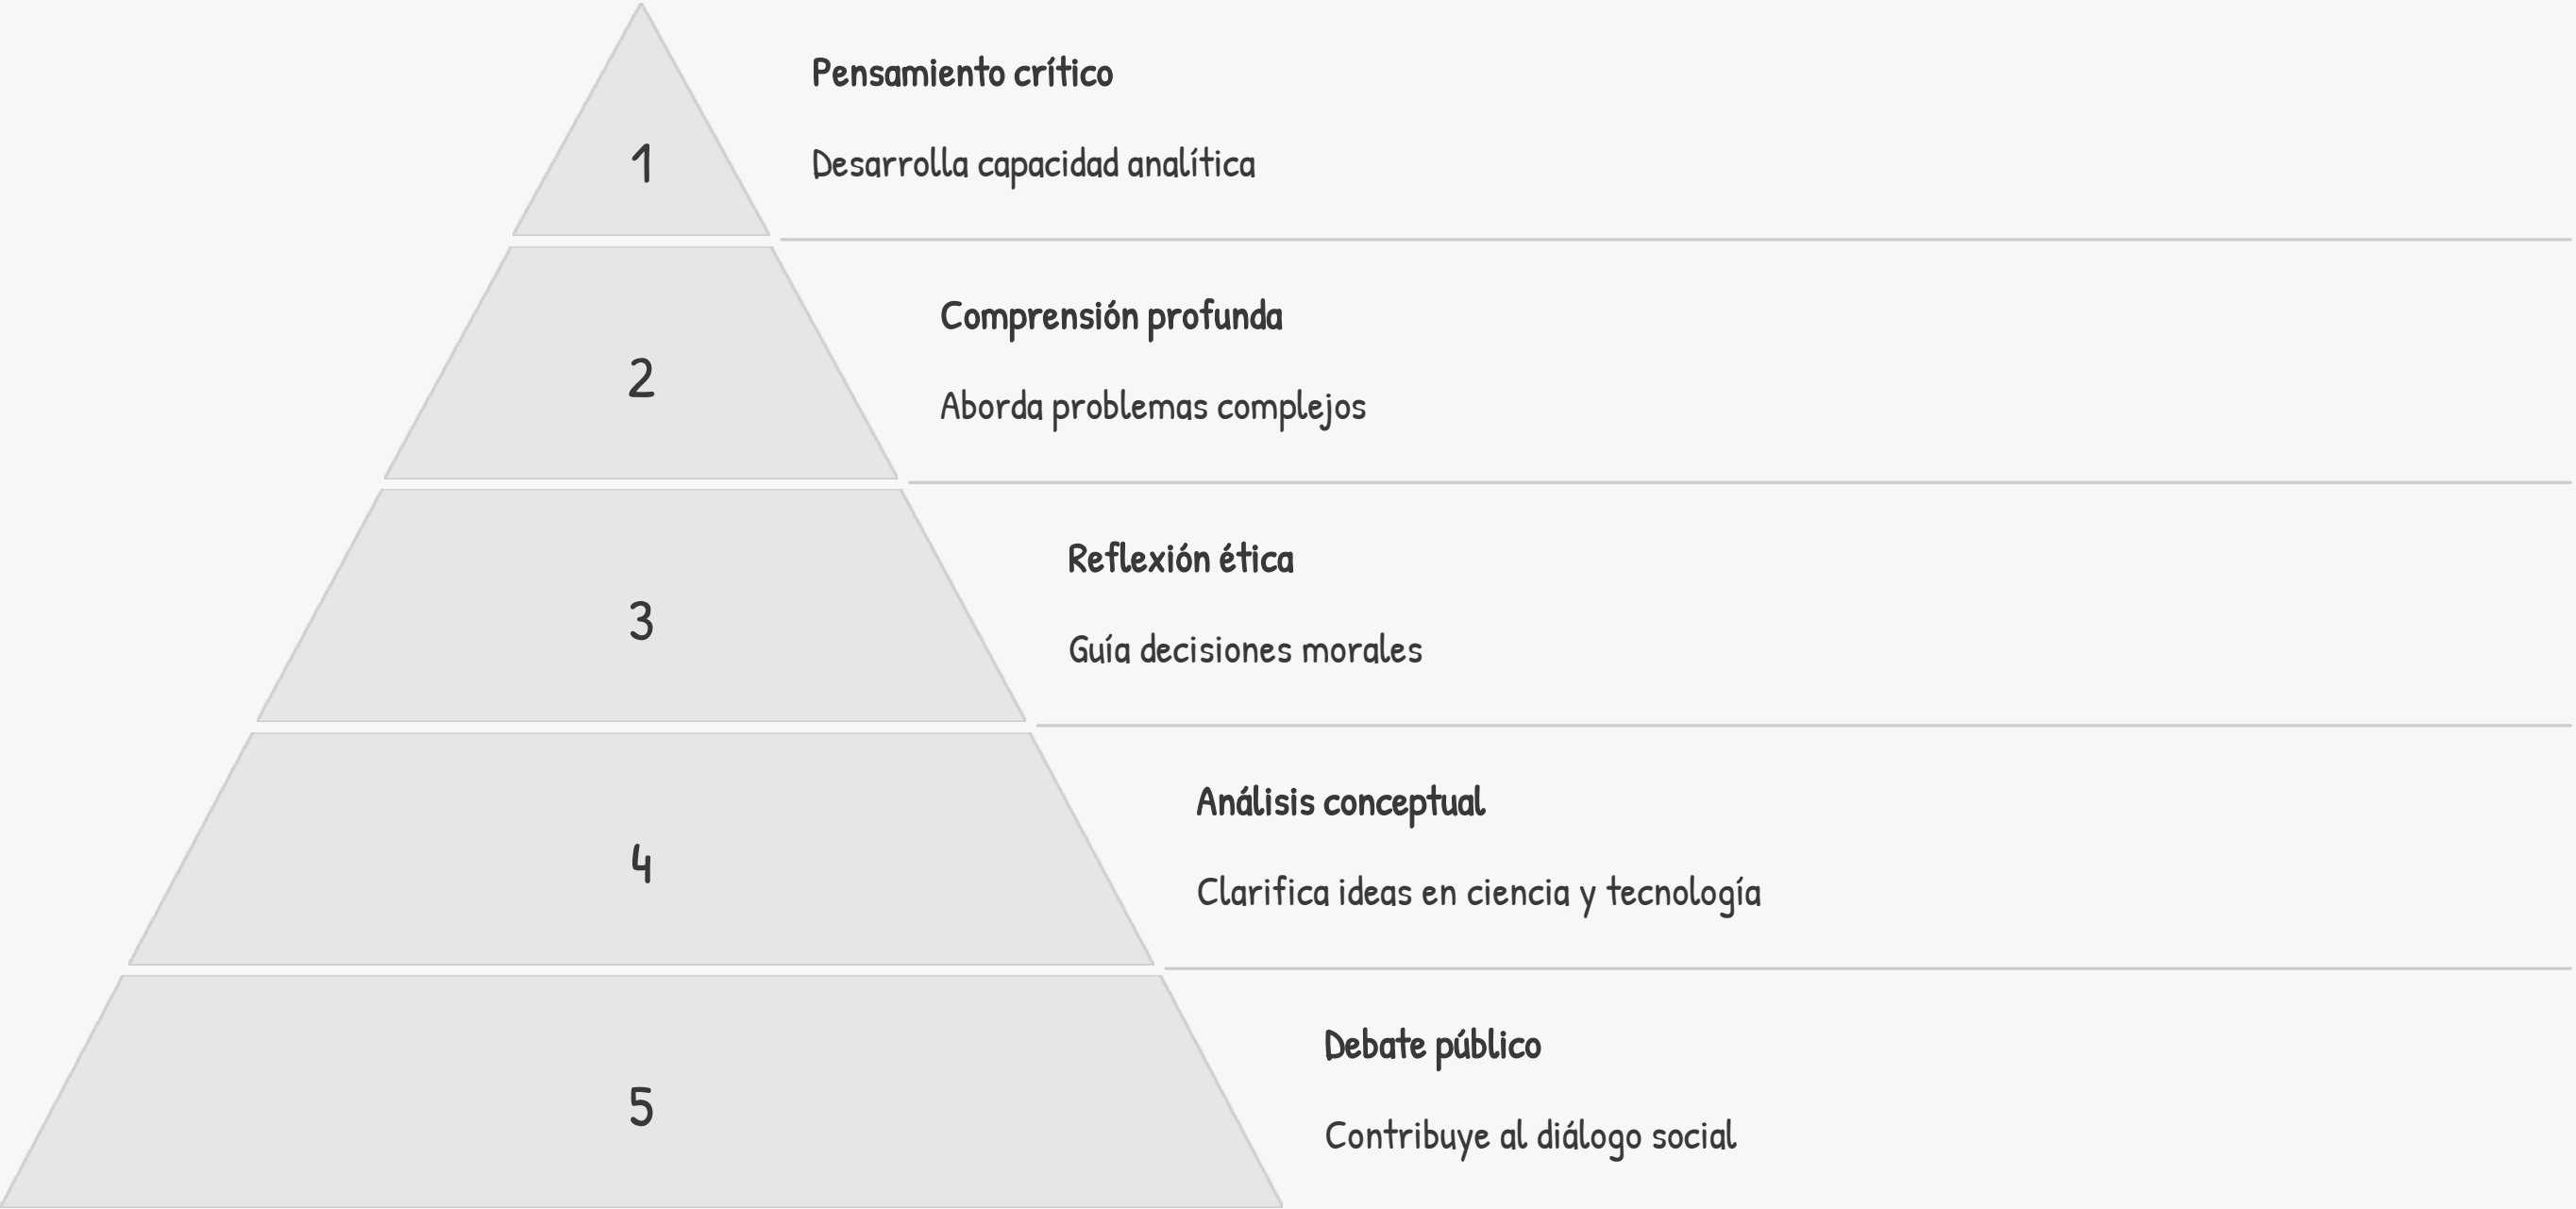 Pensamiento crítico
1
Desarrolla capacidad analítica
Comprensión profunda
2
Aborda problemas complejos
Reflexión ética
3
Guía decisiones morales
Análisis conceptual
4
Clarifica ideas en ciencia y tecnología
Debate público
5
Contribuye al diálogo social